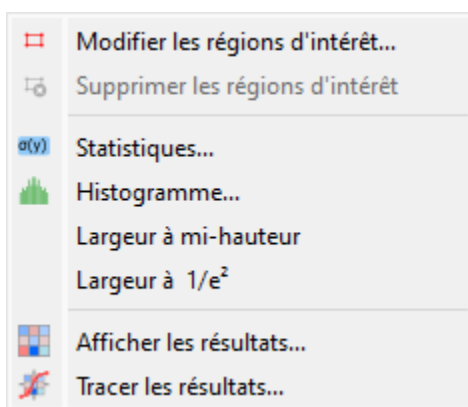 Modifier les régions d'intérêt...
Supprimer les régions d'intérêt
σ(y) Statistiques...
Histogramme...
Largeur à mi-hauteur
Largeur à 1/e²
Afficher les résultats...
Tracer les résultats...